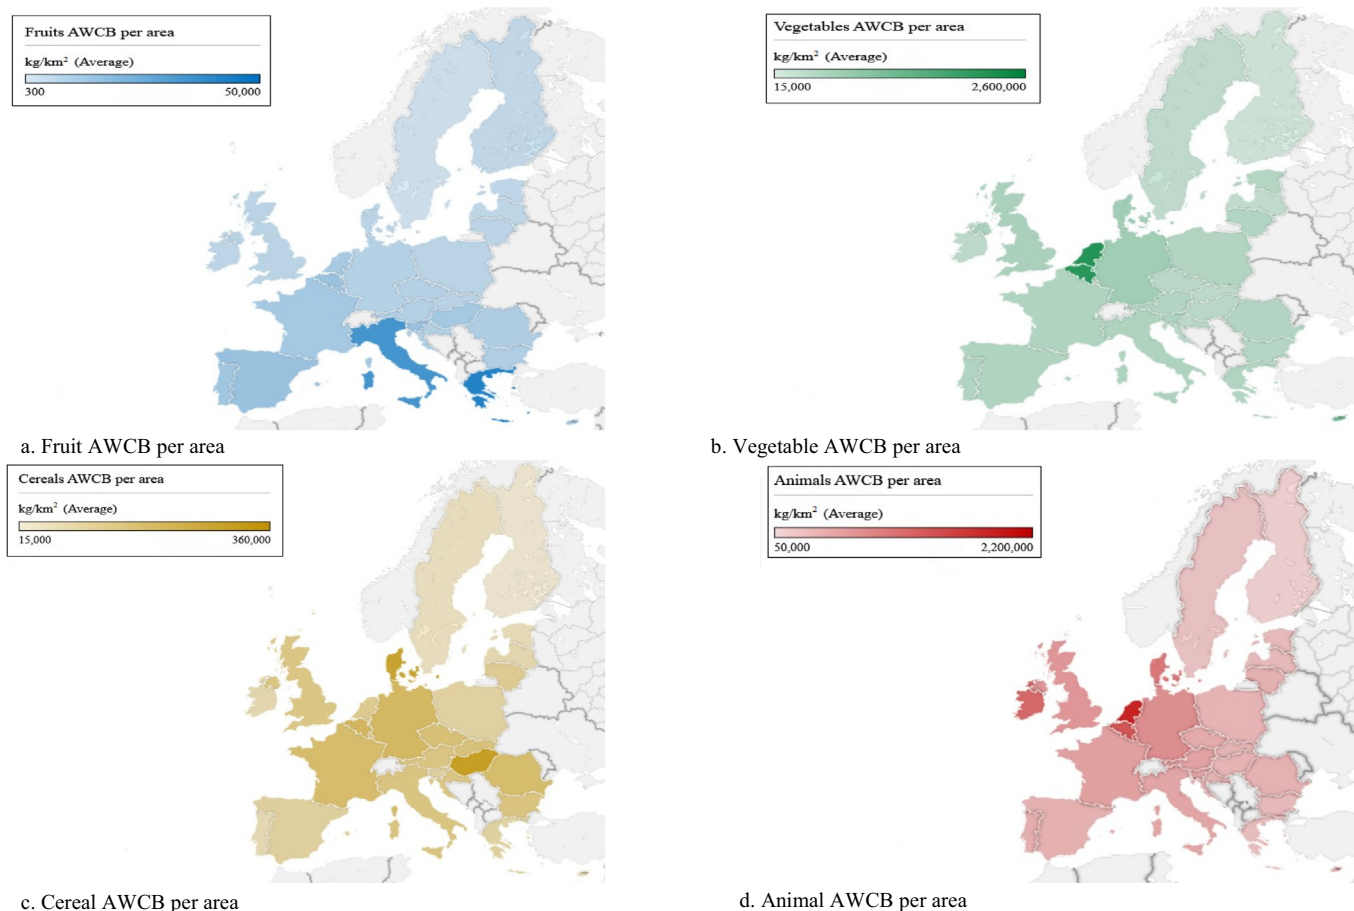 Fruits AWCB per area
kg/km² (Average)
300 50,000
Vegetables AWCB per area
kg/km² (Average)
15,000 2,600,000
a. Fruit AWCB per area
b. Vegetable AWCB per area
Cereals AWCB per area
kg/km² (Average)
15,000 360,000
Animals AWCB per area
kg/km² (Average)
50,000 2,200,000
c. Cereal AWCB per area
d. Animal AWCB per area